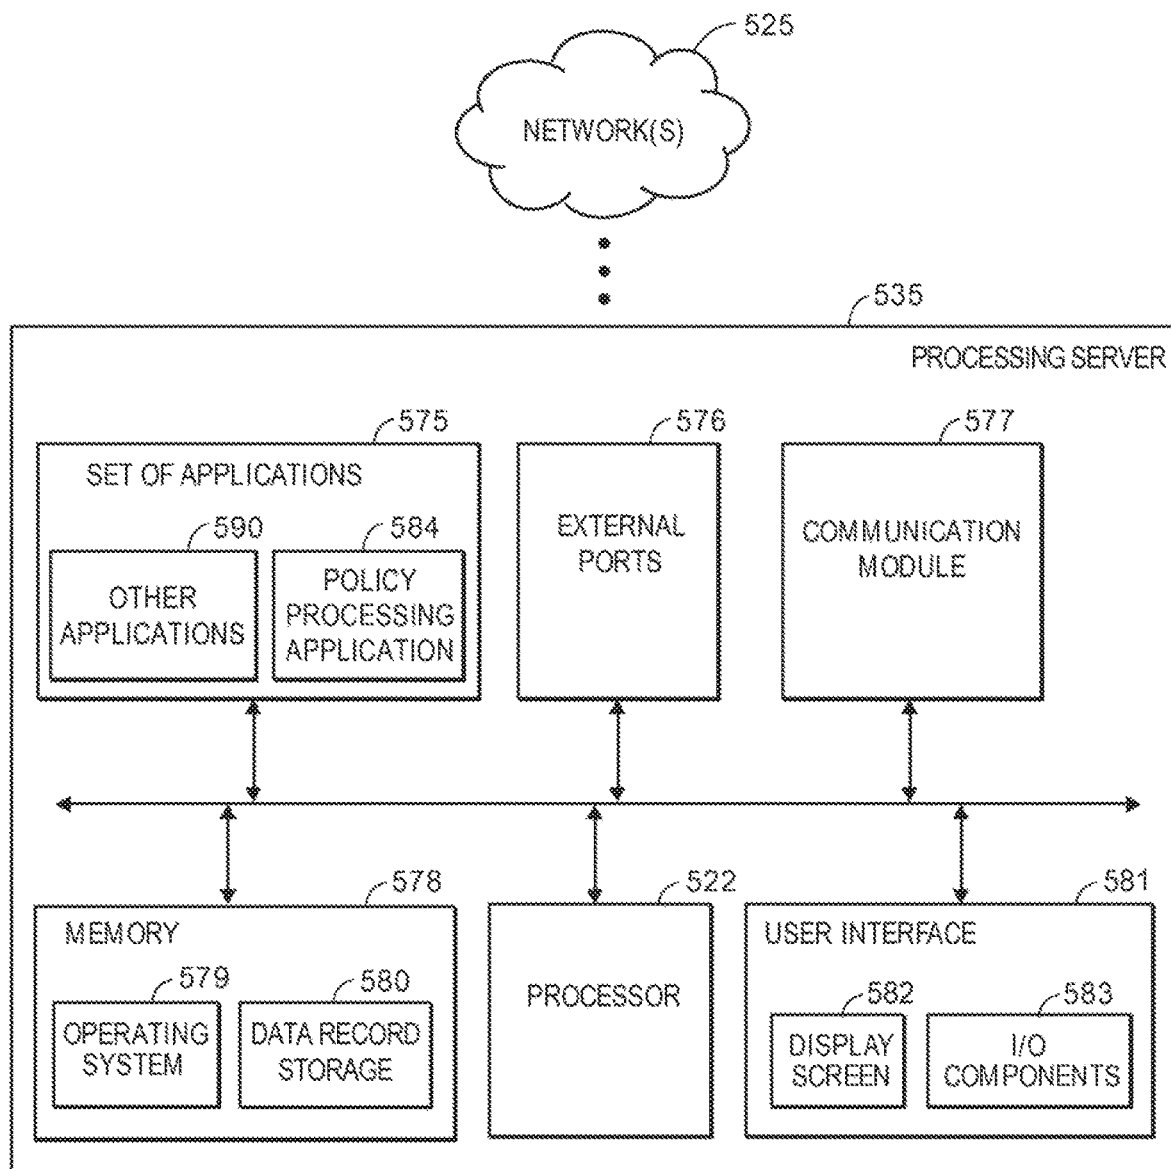 525
NETWORK(S)
535
PROCESSING SERVER
575
SET OF APPLICATIONS
590
OTHER
APPLICATIONS
584
POLICY
PROCESSING
APPLICATION
576
EXTERNAL
PORTS
577
COMMUNICATION
MODULE
578
MEMORY
579
OPERATING
SYSTEM
580
DATA RECORD
STORAGE
522
PROCESSOR
581
USER INTERFACE
582
DISPLAY
SCREEN
583
I/O
COMPONENTS